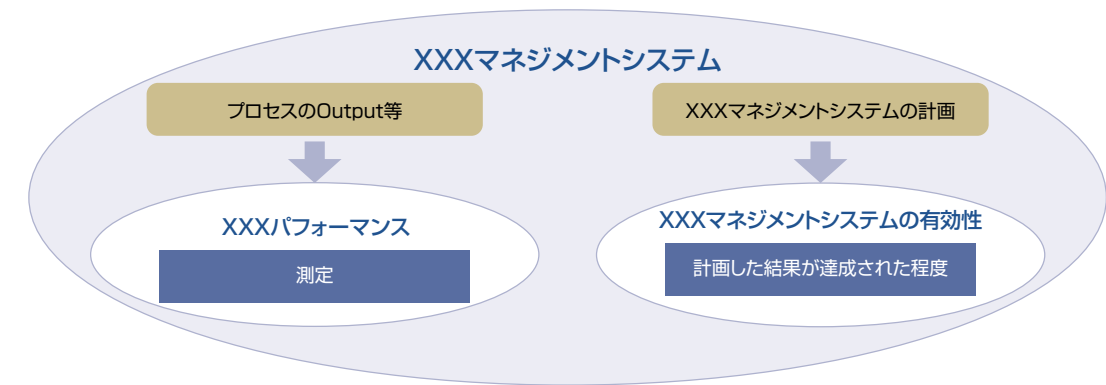 XXXマネジメントシステム
プロセスのOutput等
XXXマネジメントシステムの計画
XXXパフォーマンス
測定
XXXマネジメントシステムの有効性
計画した結果が達成された程度